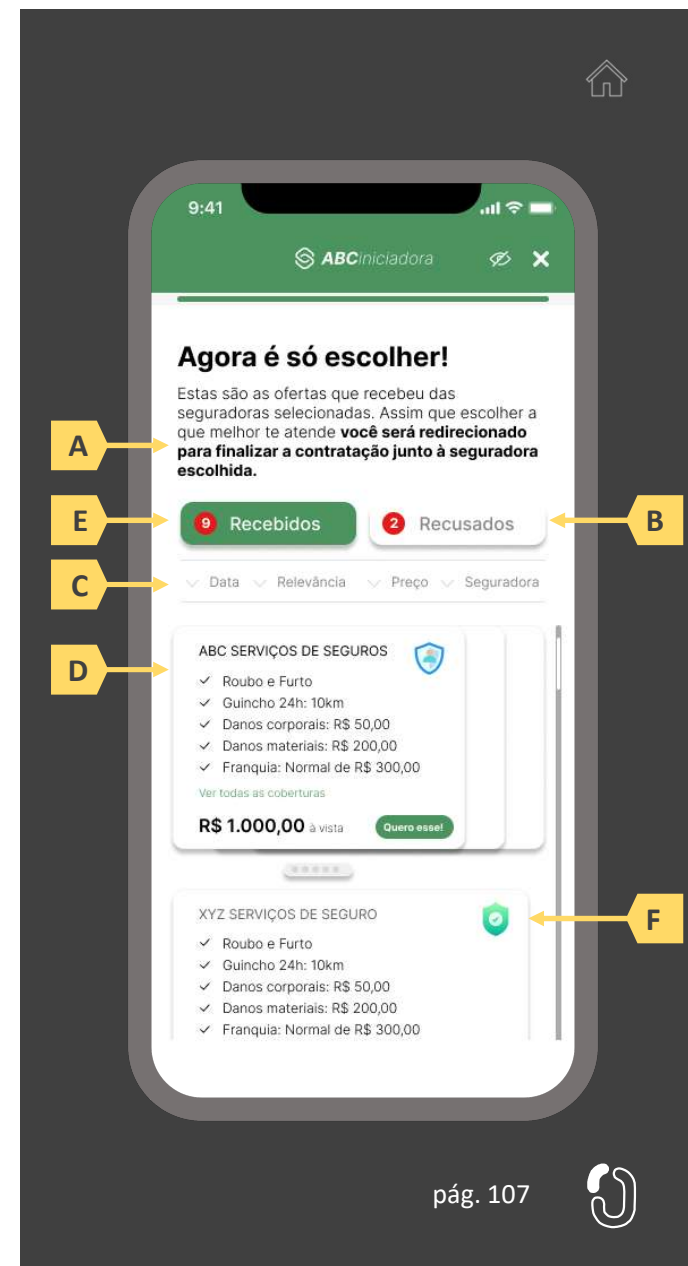 9:41
ABCiniciadora
Agora é só escolher!
Estas são as ofertas que recebeu das
seguradoras selecionadas. Assim que escolher a
que melhor te atende você será redirecionado
para finalizar a contratação junto à seguradora
escolhida.
A
E
9 Recebidos
2 Recusados
B
C
Data Relevância Preço Seguradora
D
ABC SERVIÇOS DE SEGUROS
Roubo e Furto
Guincho 24h: 10km
Danos corporais: R$ 50,00
Danos materiais: R$ 200,00
Franquia: Normal de R$ 300,00
Ver todas as coberturas
R$ 1.000,00 à vista
Quero esse!
XYZ SERVIÇOS DE SEGURO
F
Roubo e Furto
Guincho 24h: 10km
Danos corporais: R$ 50,00
Danos materiais: R$ 200,00
Franquia: Normal de R$ 300,00
pág. 107